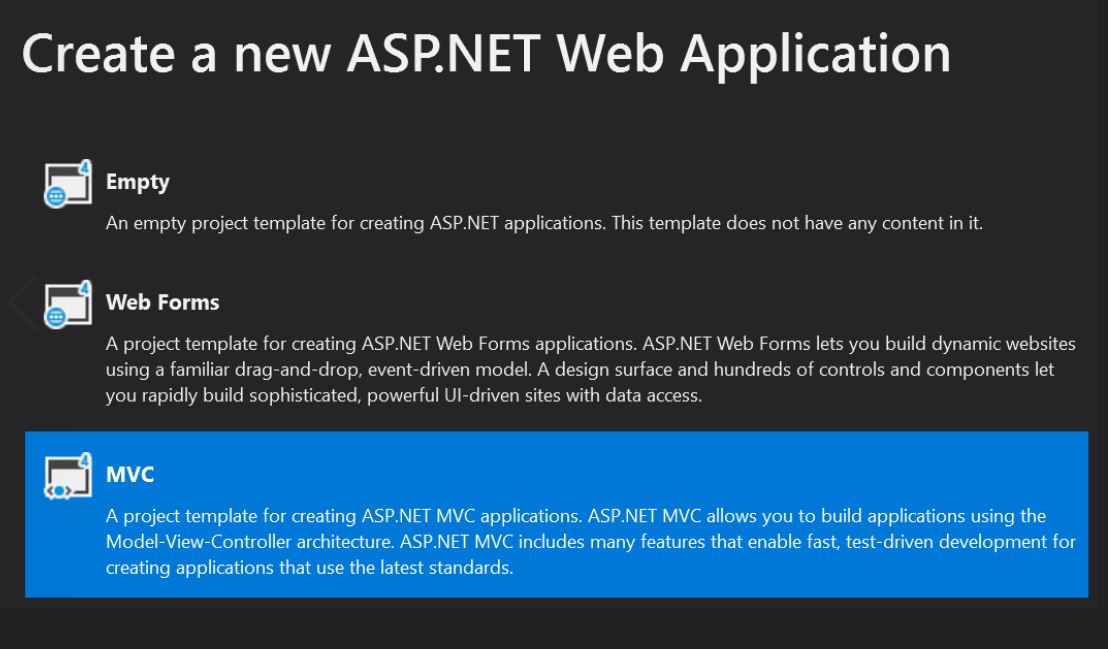 Create a new ASP.NET Web Application
4
Empty
An empty project template for creating ASP.NET applications. This template does not have any content in it.
4
Web Forms
A project template for creating ASP.NET Web Forms applications. ASP.NET Web Forms lets you build dynamic websites
using a familiar drag-and-drop, event-driven model. A design surface and hundreds of controls and components let
you rapidly build sophisticated, powerful UI-driven sites with data access.
4
MVC
A project template for creating ASP.NET MVC applications. ASP.NET MVC allows you to build applications using the
Model-View-Controller architecture. ASP.NET MVC includes many features that enable fast, test-driven development for
creating applications that use the latest standards.